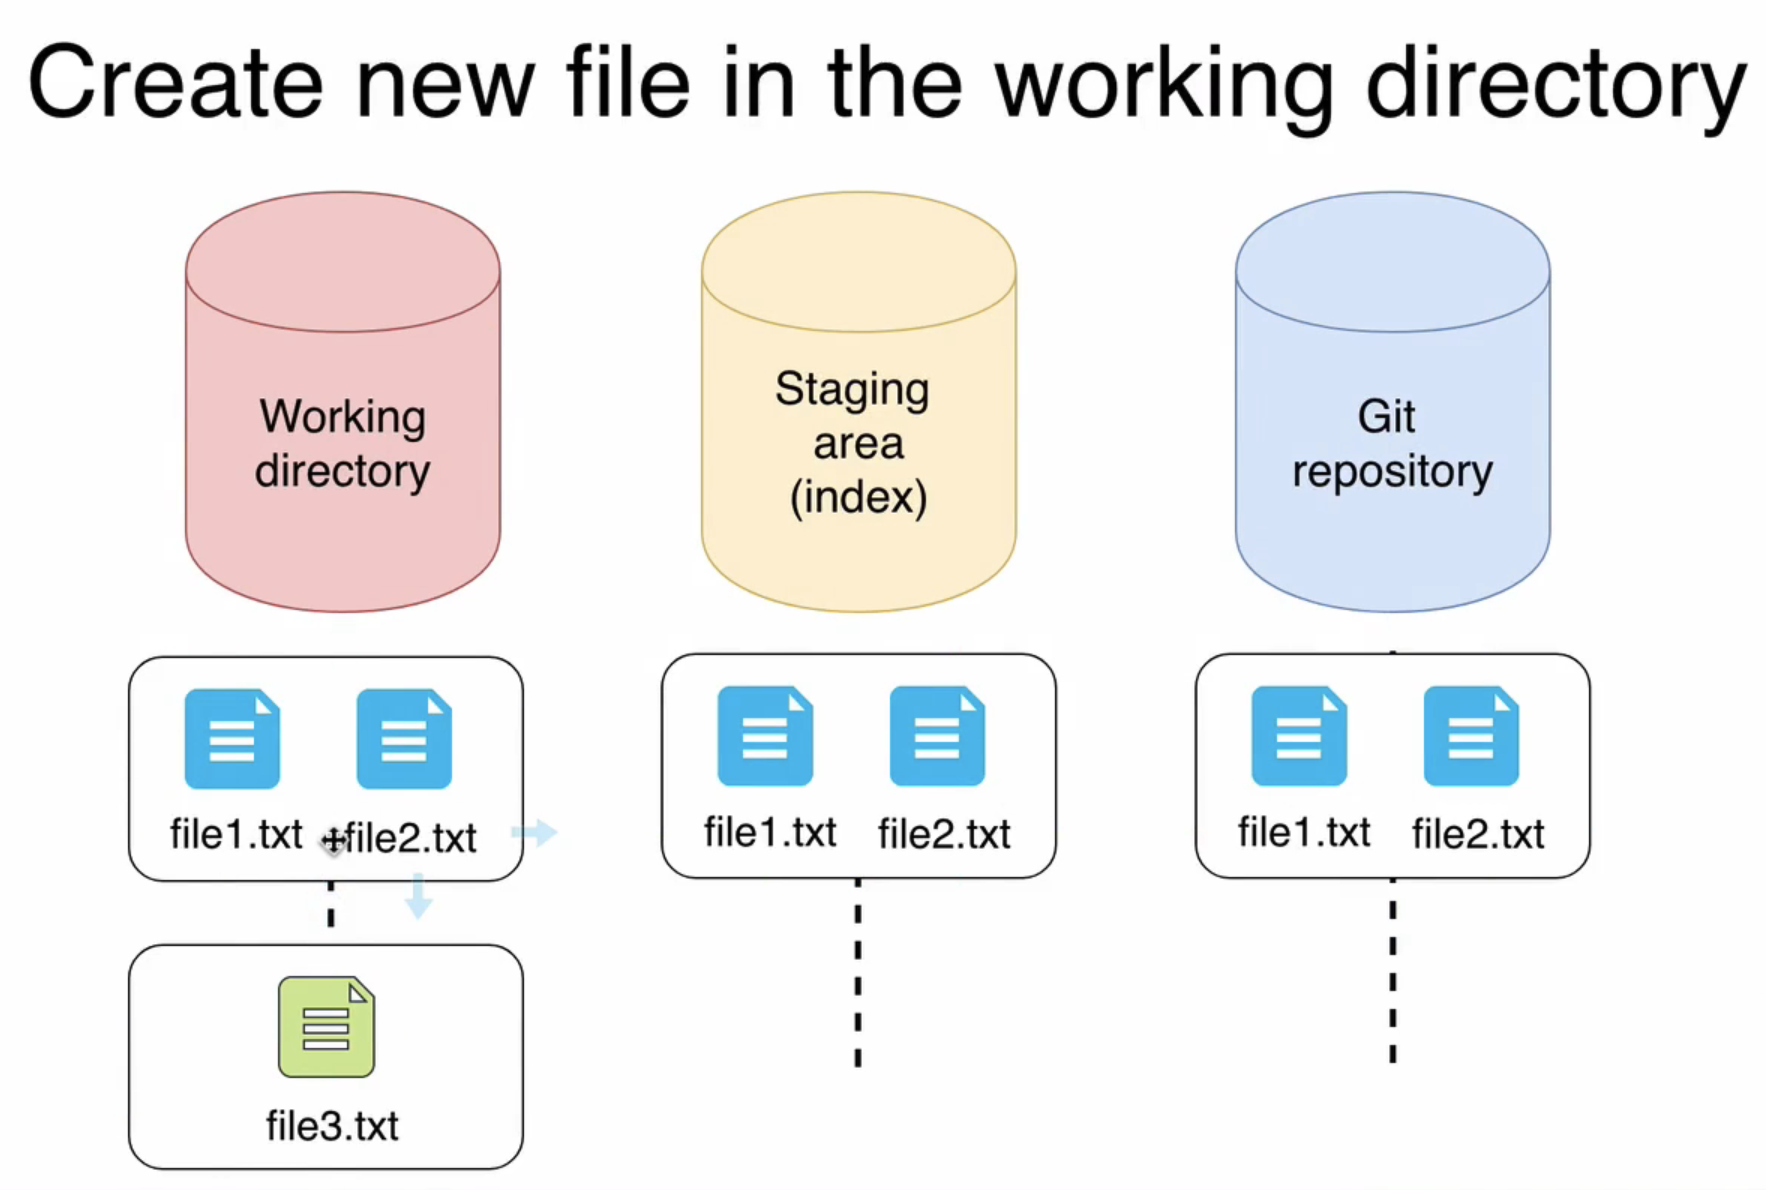 Create new file in the working directory
Working
directory
Staging
area
(index)
Git
repository
file1.txt
file2.txt
file1.txt
file2.txt
file1.txt
file2.txt
file3.txt